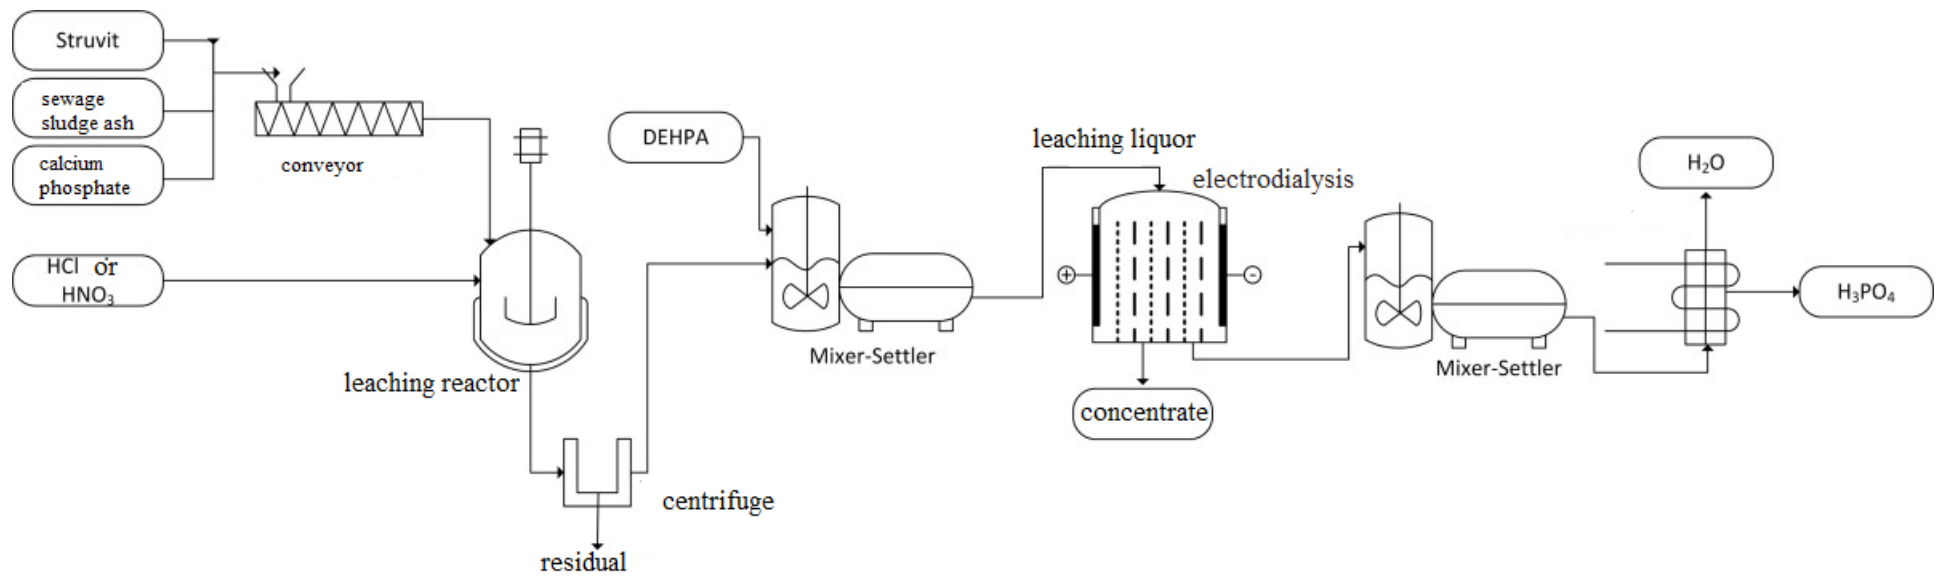 Struvit
sewage
sludge ash
calcium
phosphate
conveyor
HCl or
HNO₃
leaching reactor
centrifuge
residual
DEHPA
Mixer-Settler
leaching liquor
electrodialysis
+
-
concentrate
Mixer-Settler
H₂O
H₃PO₄